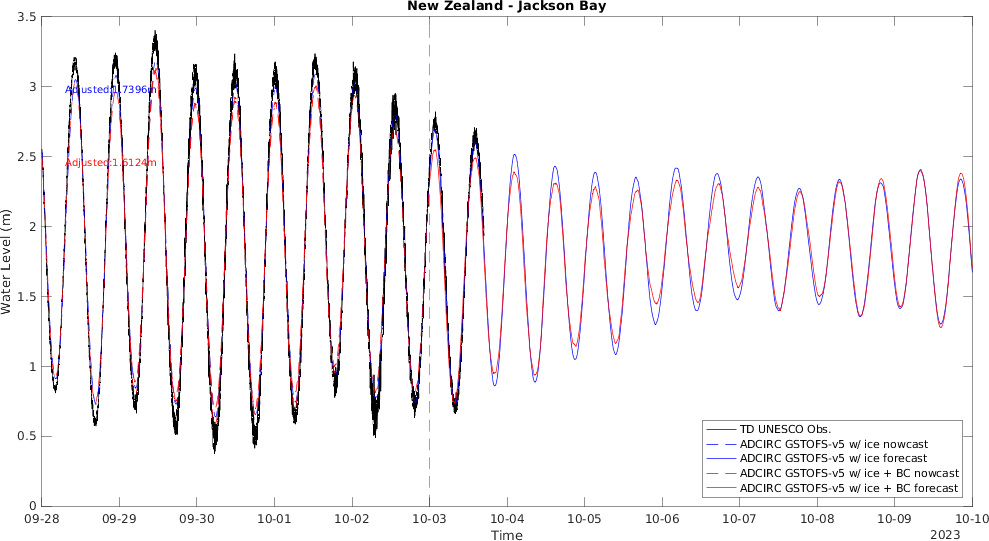 New Zealand - Jackson Bay
3.5
3
2.5
2
1.5
1
0.5
0
Water Level (m)
Adjusted:1.7396m
Adjusted:1.6124m
TD UNESCO Obs.
ADCIRC GSTOFS-v5 w/ ice nowcast
ADCIRC GSTOFS-v5 w/ ice forecast
ADCIRC GSTOFS-v5 w/ ice + BC nowcast
ADCIRC GSTOFS-v5 w/ ice + BC forecast
09-28 09-29 09-30 10-01 10-02 10-03 10-04 10-05 10-06 10-07 10-08 10-09 10-10
Time
2023